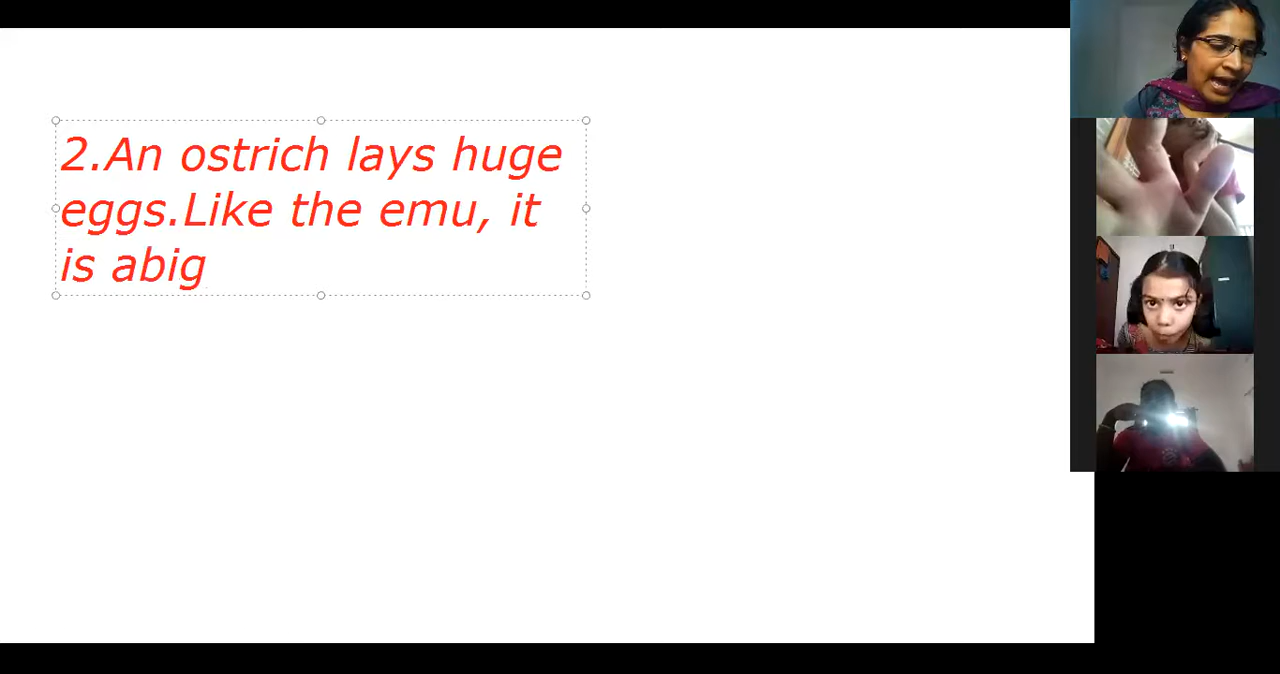 2.An ostrich lays huge
eggs.Like the emu, it
is abig